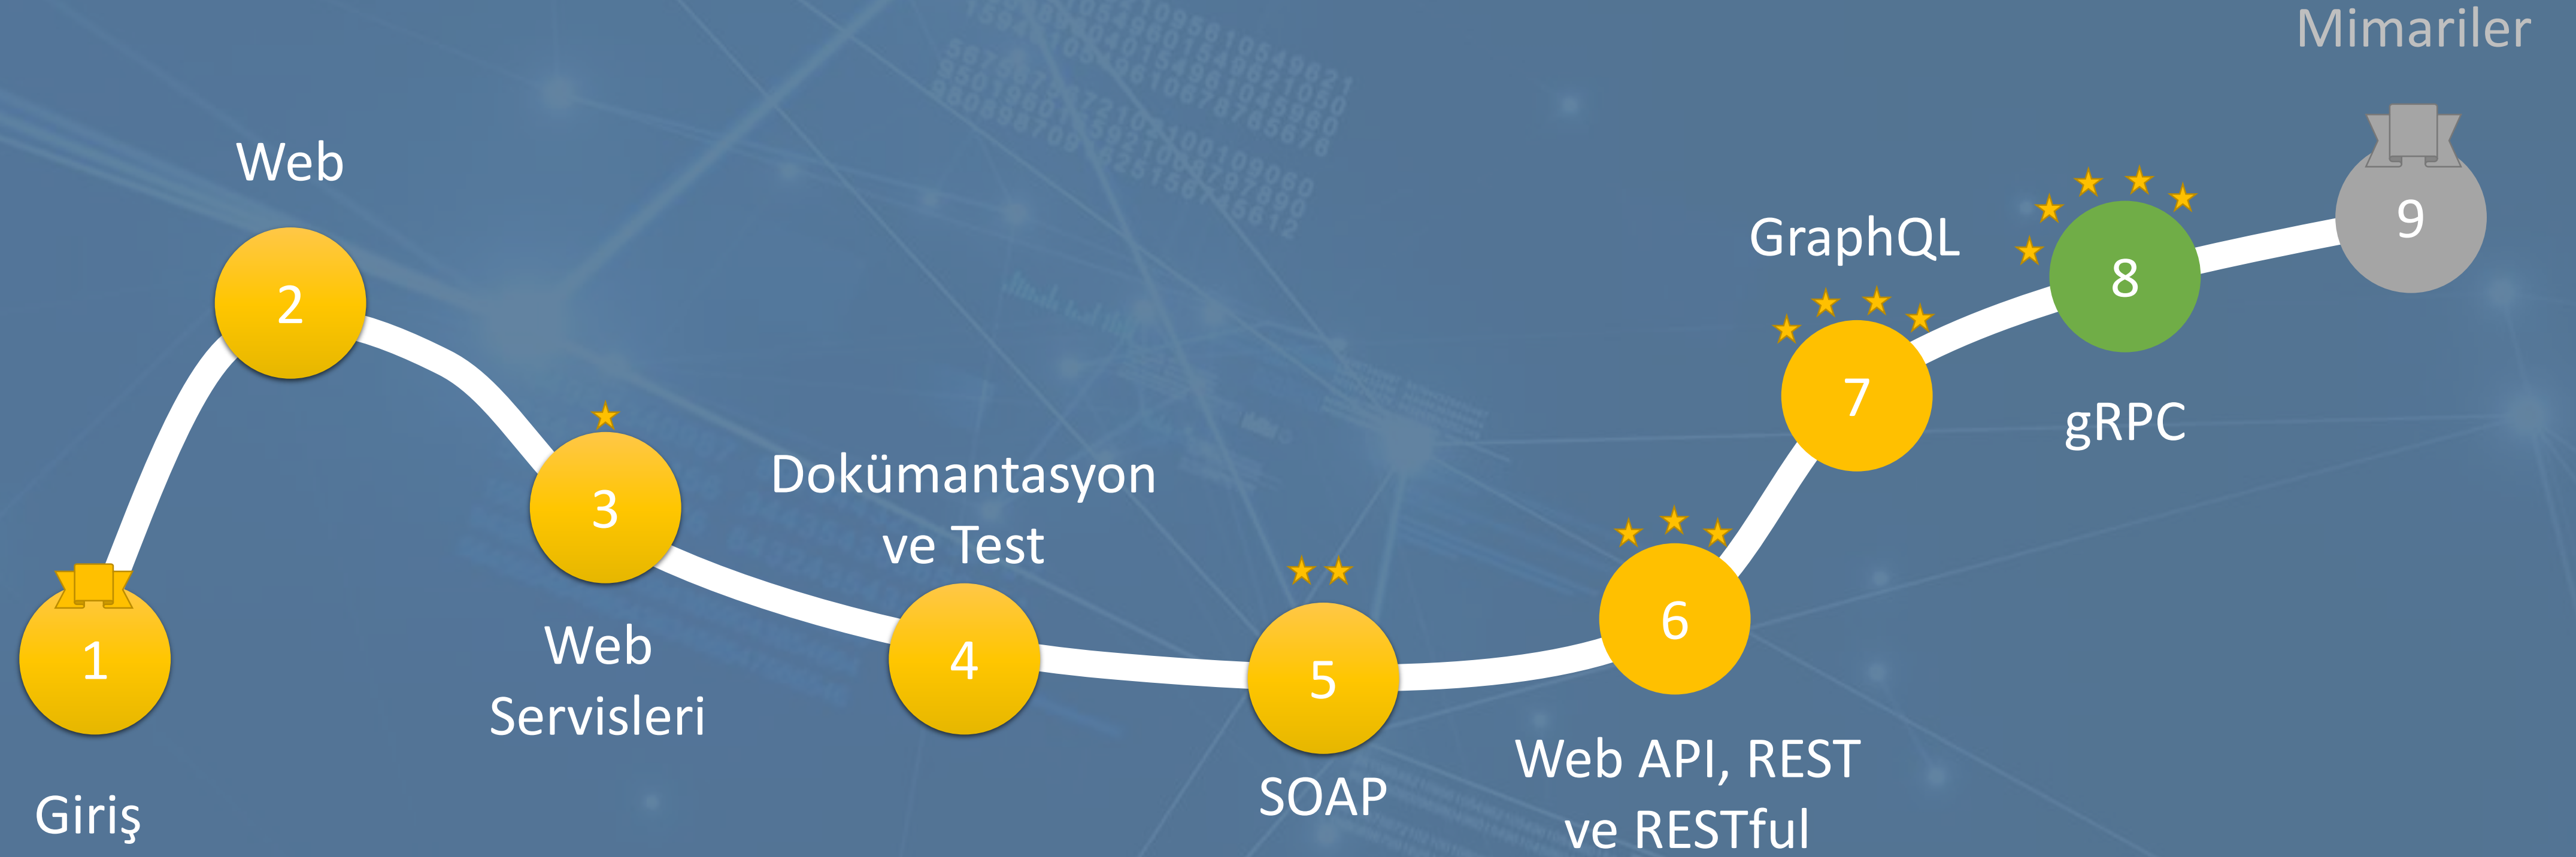 1
Giriş
2
Web
3
Web
Servisleri
4
Dokümantasyon
ve Test
5
SOAP
6
Web API, REST
ve RESTful
7
GraphQL
8
gRPC
9
Mimariler